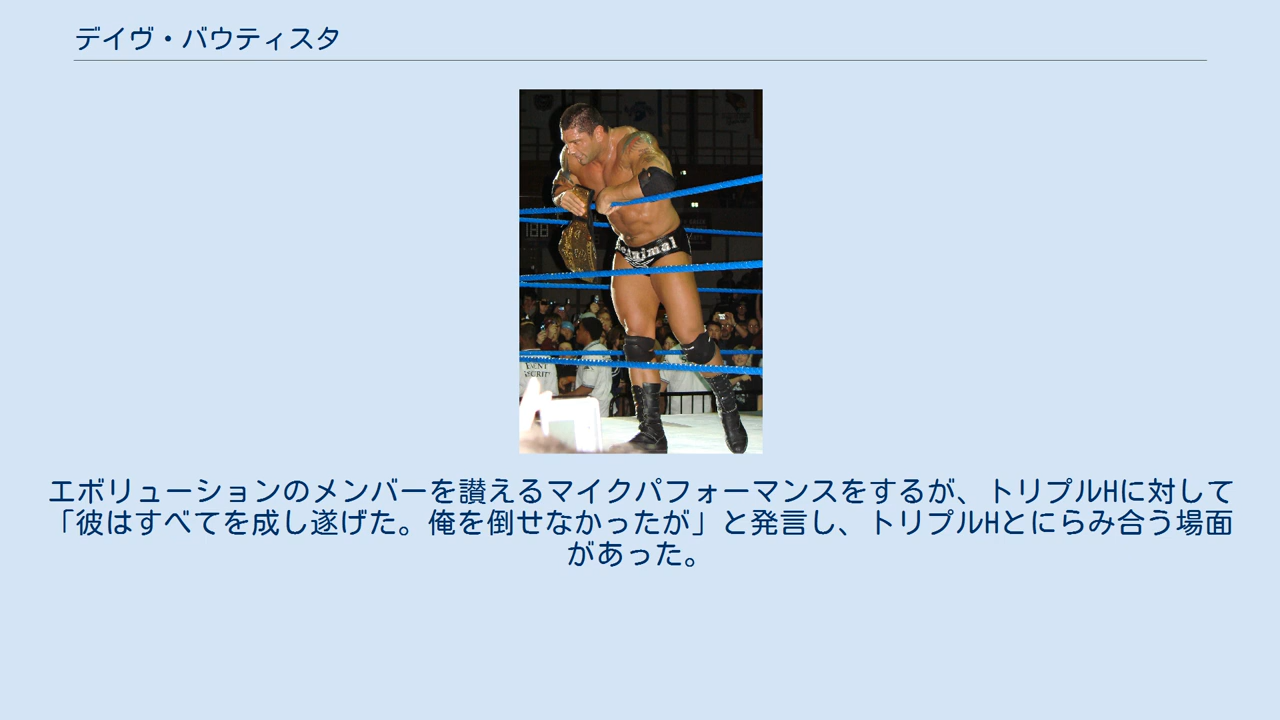 デイヴ・バウティスタ
188
eAnimal
EVENT
SECURIT
エボリューションのメンバーを讃えるマイクパフォーマンスをするが、トリプルHに対して
「彼はすべてを成し遂げた。俺を倒せなかったが」と発言し、トリプルHとにらみ合う場面
があった。